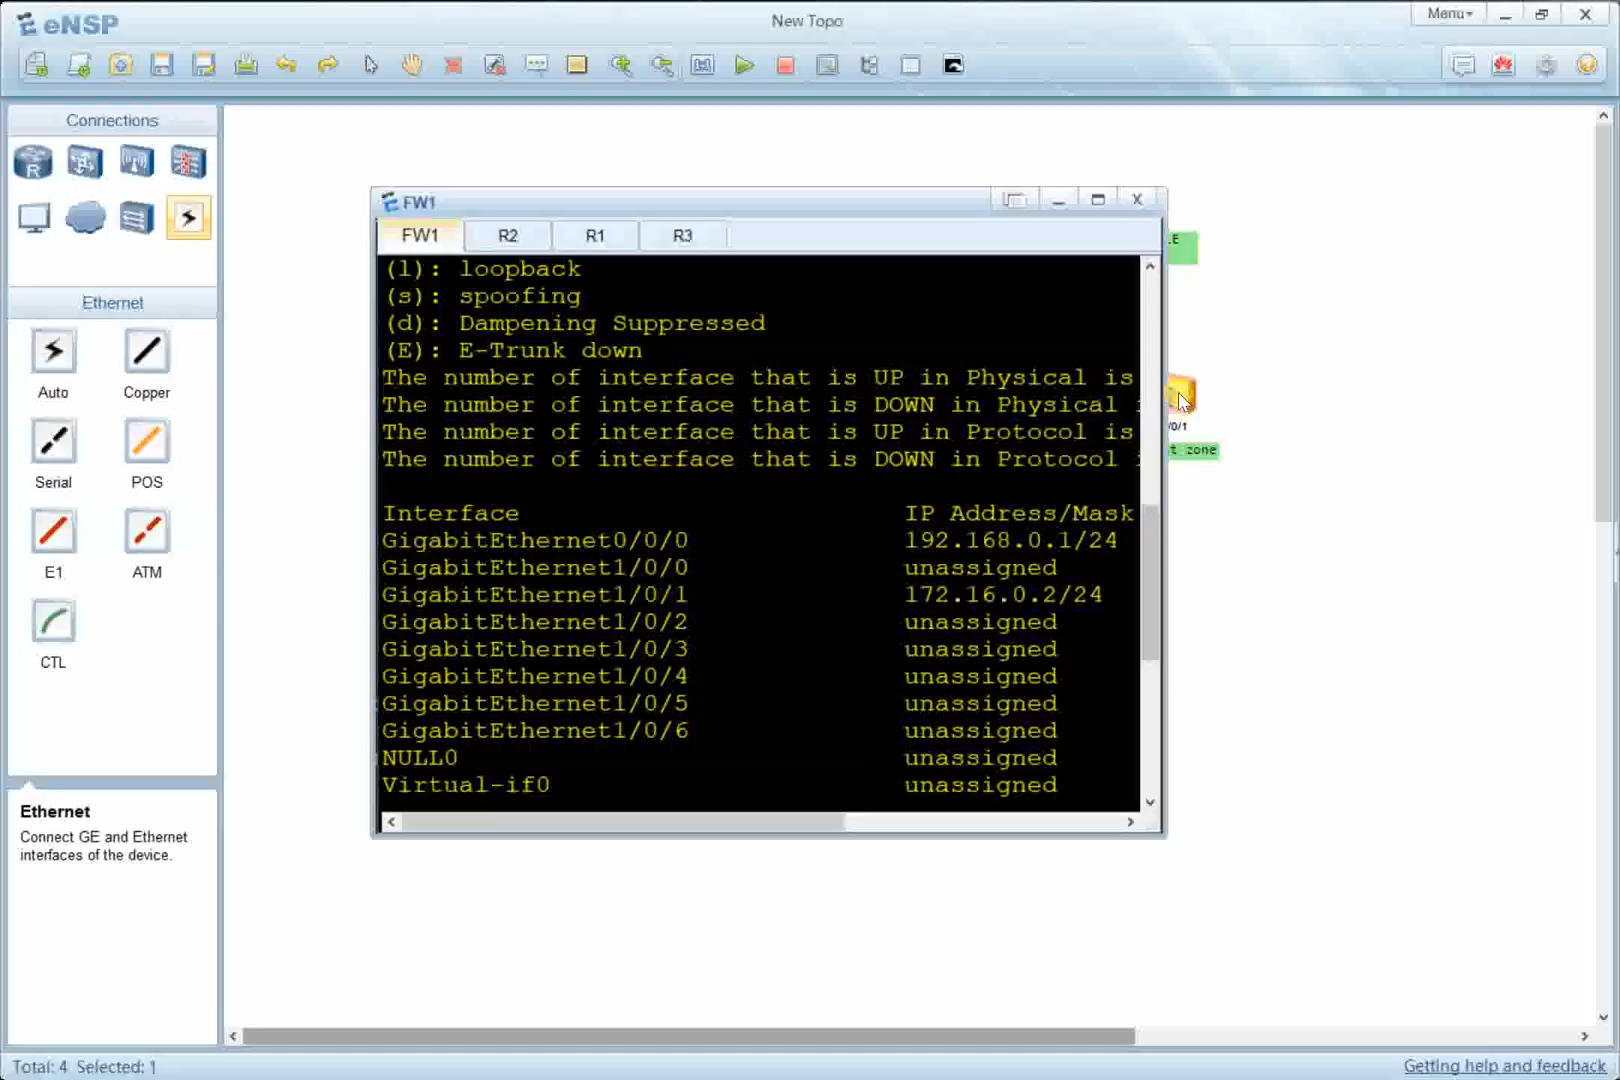 eNSP
New Topo
Menu
Connections
Ethernet
Auto
Copper
Serial
POS
E1
ATM
CTL
Ethernet
Connect GE and Ethernet
interfaces of the device.
FW1
FW1 R2 R1 R3
(l): loopback
(s): spoofing
(d): Dampening Suppressed
(E): E-Trunk down
The number of interface that is UP in Physical is
The number of interface that is DOWN in Physical
The number of interface that is UP in Protocol is
The number of interface that is DOWN in Protocol
Interface IP Address/Mask
GigabitEthernet0/0/0 192.168.0.1/24
GigabitEthernet1/0/0 unassigned
GigabitEthernet1/0/1 172.16.0.2/24
GigabitEthernet1/0/2 unassigned
GigabitEthernet1/0/3 unassigned
GigabitEthernet1/0/4 unassigned
GigabitEthernet1/0/5 unassigned
GigabitEthernet1/0/6 unassigned
NULL0 unassigned
Virtual-if0 unassigned
/0/1
zone
Total: 4 Selected: 1
Getting help and feedback